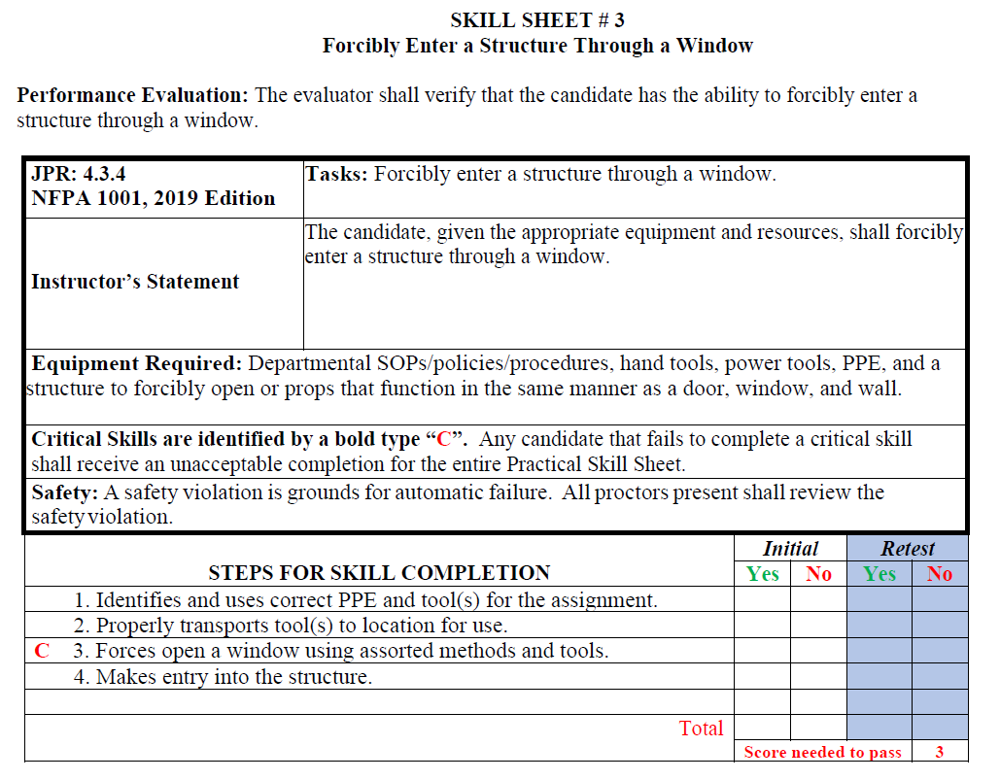 SKILL SHEET # 3
Forcibly Enter a Structure Through a Window
Performance Evaluation: The evaluator shall verify that the candidate has the ability to forcibly enter a
structure through a window.
JPR: 4.3.4
NFPA 1001, 2019 Edition
Tasks: Forcibly enter a structure through a window.
Instructor's Statement
The candidate, given the appropriate equipment and resources, shall forcibly
enter a structure through a window.
Equipment Required: Departmental SOPs/policies/procedures, hand tools, power tools, PPE, and a
structure to forcibly open or props that function in the same manner as a door, window, and wall.
Critical Skills are identified by a bold type “C”. Any candidate that fails to complete a critical skill
shall receive an unacceptable completion for the entire Practical Skill Sheet.
Safety: A safety violation is grounds for automatic failure. All proctors present shall review the
safety violation.
Initial Retest
STEPS FOR SKILL COMPLETION Yes No Yes No
1. Identifies and uses correct PPE and tool(s) for the assignment.
2. Properly transports tool(s) to location for use.
C 3. Forces open a window using assorted methods and tools.
4. Makes entry into the structure.
Total
Score needed to pass 3